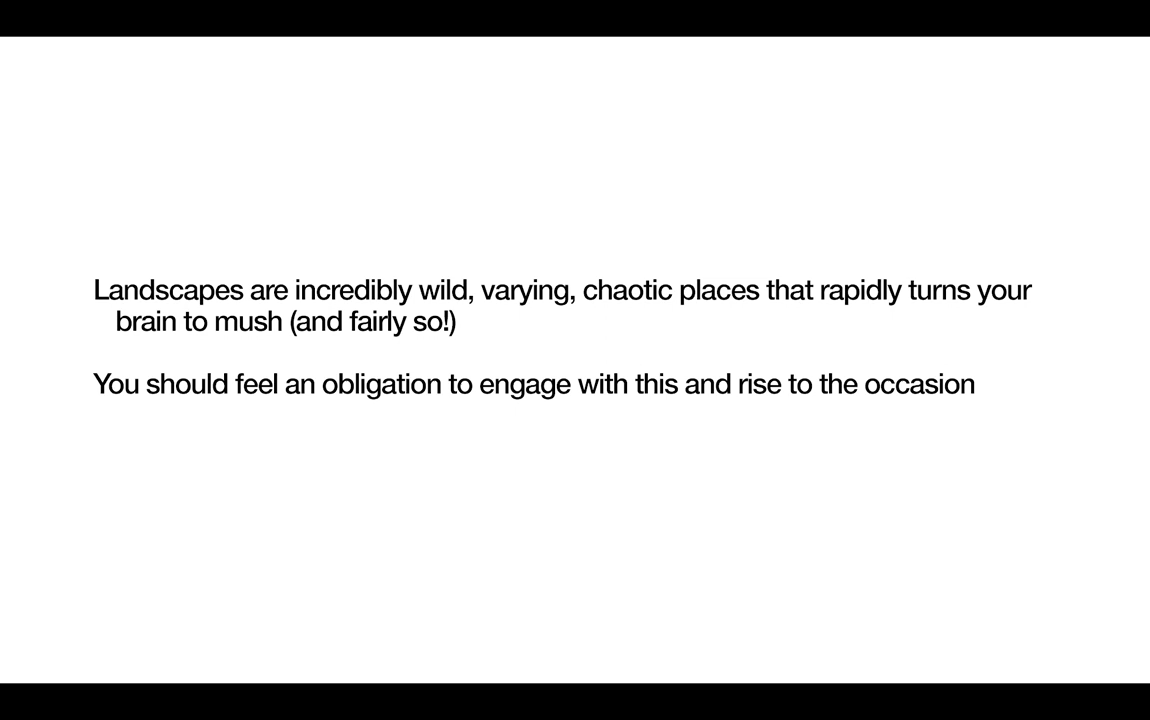 Landscapes are incredibly wild, varying, chaotic places that rapidly turns your
brain to mush (and fairly so!)
You should feel an obligation to engage with this and rise to the occasion